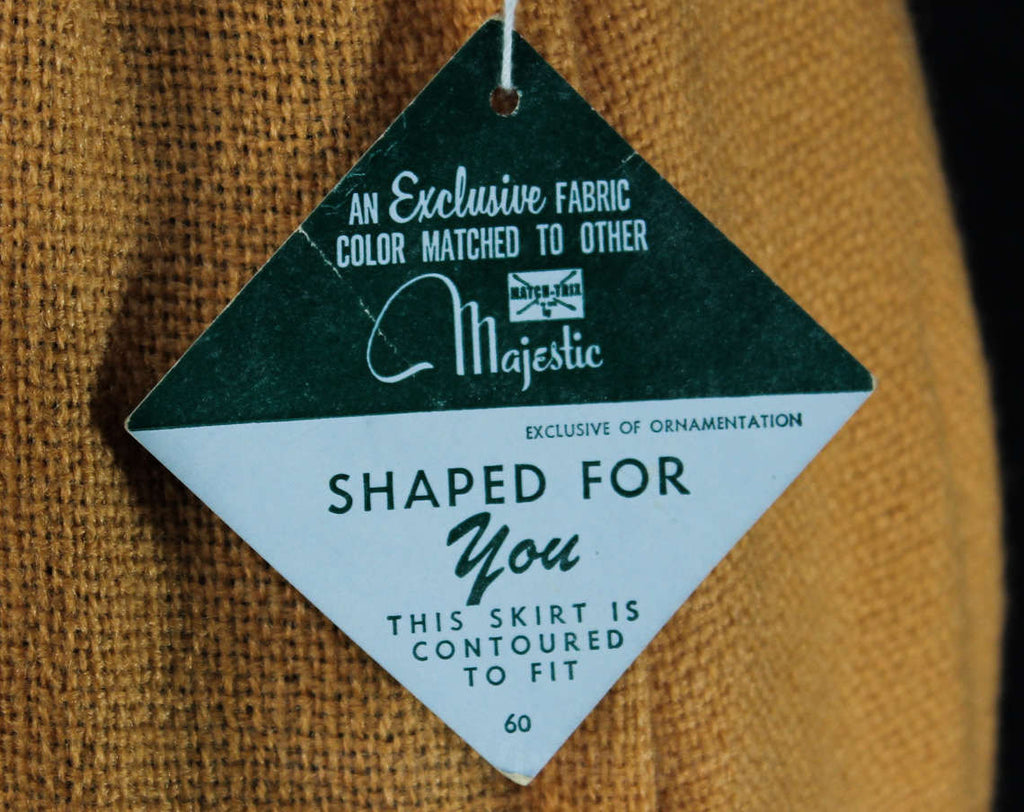 AN Exclusive FABRIC
COLOR MATCHED TO OTHER
MATCH-TRIX
Majestic
EXCLUSIVE OF ORNAMENTATION
SHAPED FOR
You
THIS SKIRT IS
CONTOURED
TO FIT
60